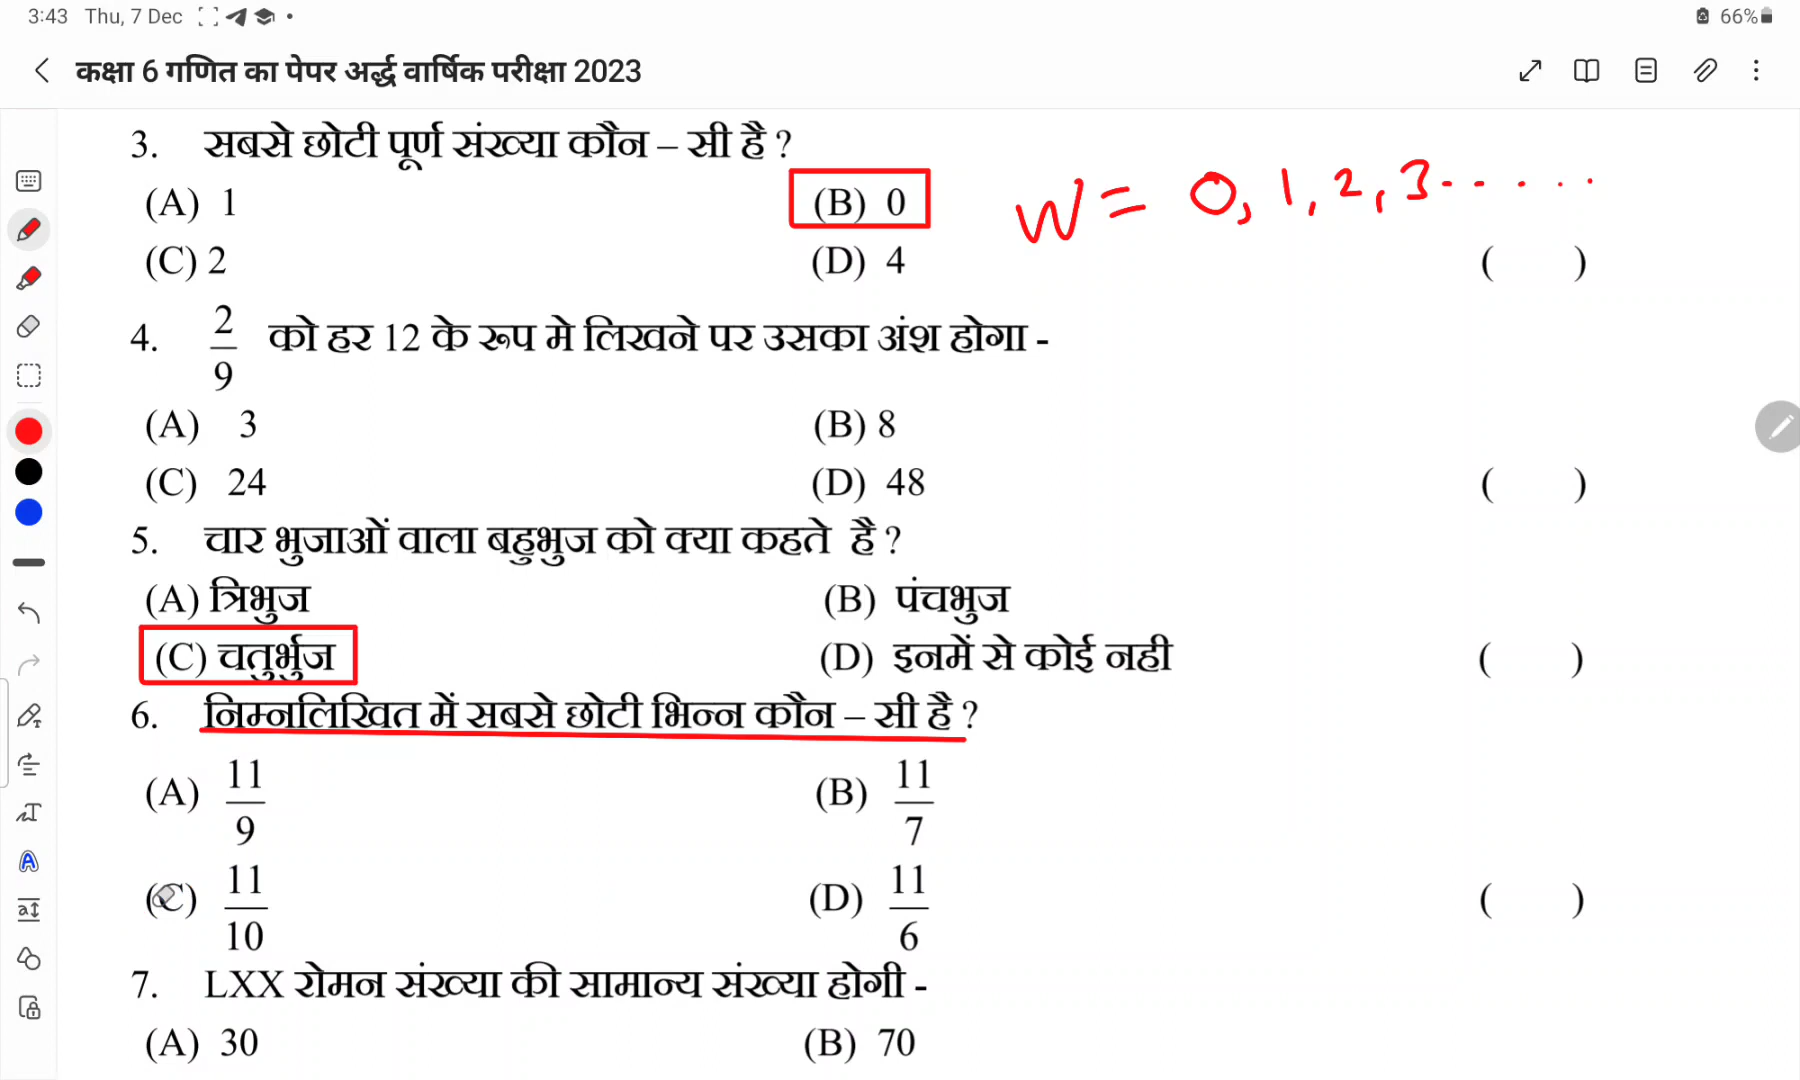 3:43 Thu, 7 Dec 66%
कक्षा 6 गणित का पेपर अर्द्ध वार्षिक परीक्षा 2023
3. सबसे छोटी पूर्ण संख्या कौन – सी है ?
(A) 1 (B) 0 W = 0, 1, 2, 3 - - - - -
(C) 2 (D) 4 ( )
4. 2/9 को हर 12 के रूप मे लिखने पर उसका अंश होगा -
(A) 3 (B) 8
(C) 24 (D) 48 ( )
5. चार भुजाओं वाला बहुभुज को क्या कहते है ?
(A) त्रिभुज (B) पंचभुज
(C) चतुर्भुज (D) इनमें से कोई नही ( )
6. निम्नलिखित में सबसे छोटी भिन्न कौन – सी है ?
(A) 11/9 (B) 11/7
(C) 11/10 (D) 11/6 ( )
7. LXX रोमन संख्या की सामान्य संख्या होगी -
(A) 30 (B) 70